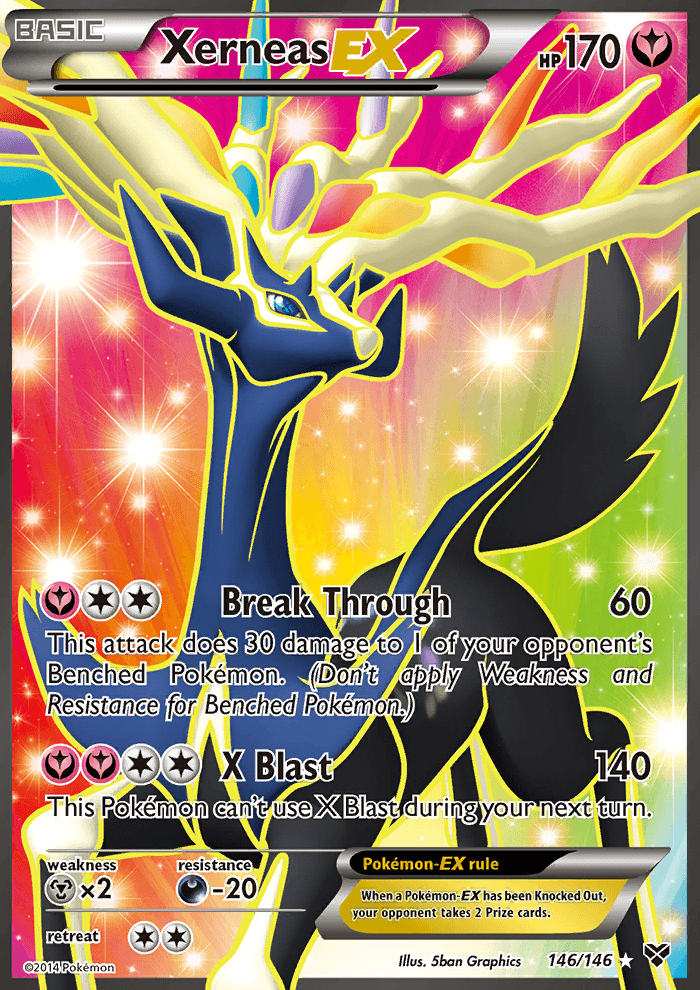 BASIC
Xerneas EX
HP170
Break Through 60
This attack does 30 damage to 1 of your opponent's
Benched Pokémon. (Don't apply Weakness and
Resistance for Benched Pokémon.)
X Blast 140
This Pokémon can't use X Blast during your next turn.
weakness resistance
×2 -20
Pokémon-EX rule
When a Pokémon-EX has been Knocked Out,
your opponent takes 2 Prize cards.
retreat
©2014 Pokémon
Illus. 5ban Graphics 146/146